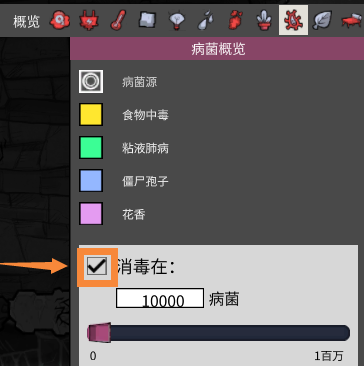 概览
病菌概览
病菌源
食物中毒
粘液肺病
僵尸孢子
花香
消毒在：
10000 病菌
0 1百万